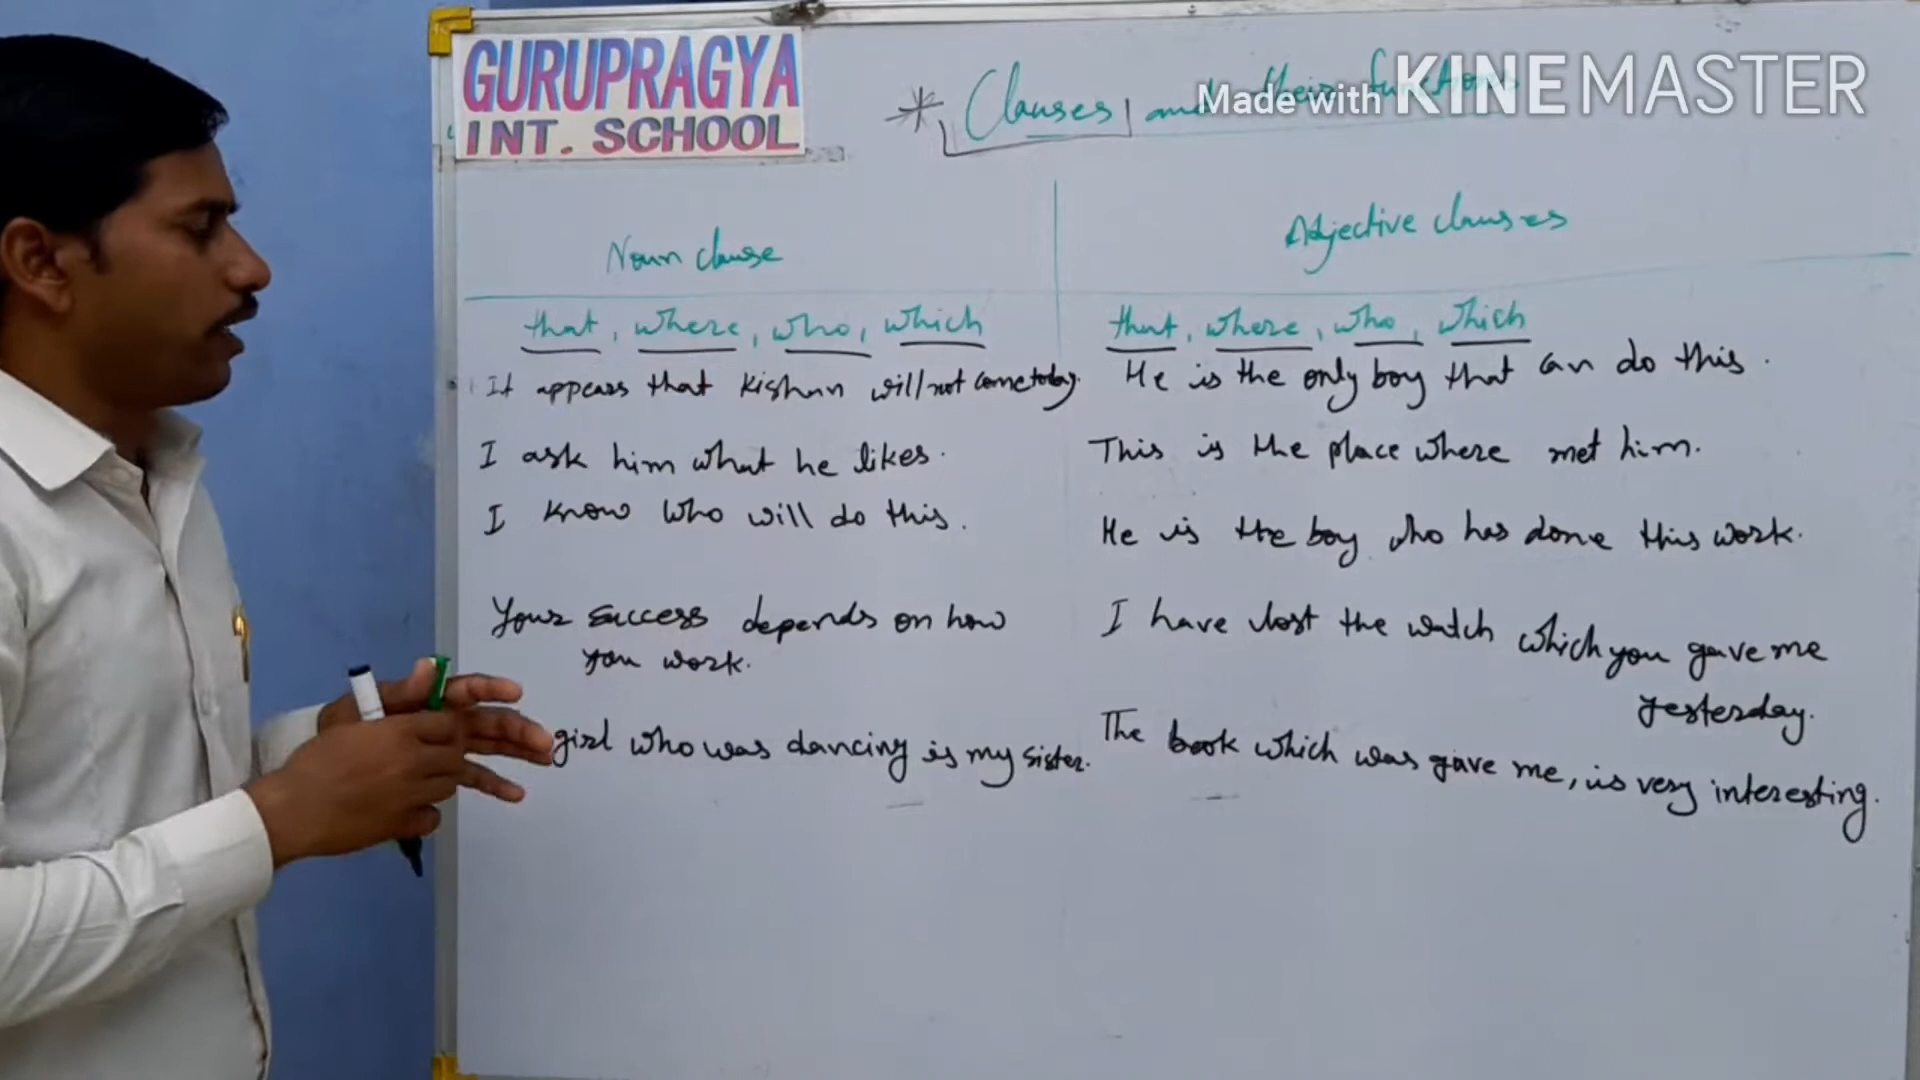 GURUPRAGYA
INT. SCHOOL
Made with KINEMASTER
* Clauses and their functions
Noun clause
that, where, who, which
It appears that Kishan will not come today.
I ask him what he likes.
I know who will do this.
Your success depends on how
you work.
girl who was dancing is my sister.
Adjective clauses
that, where, who, which
He is the only boy that can do this.
This is the place where met him.
He is the boy who has done this work.
I have lost the watch which you gave me
yesterday.
The book which was gave me, is very interesting.